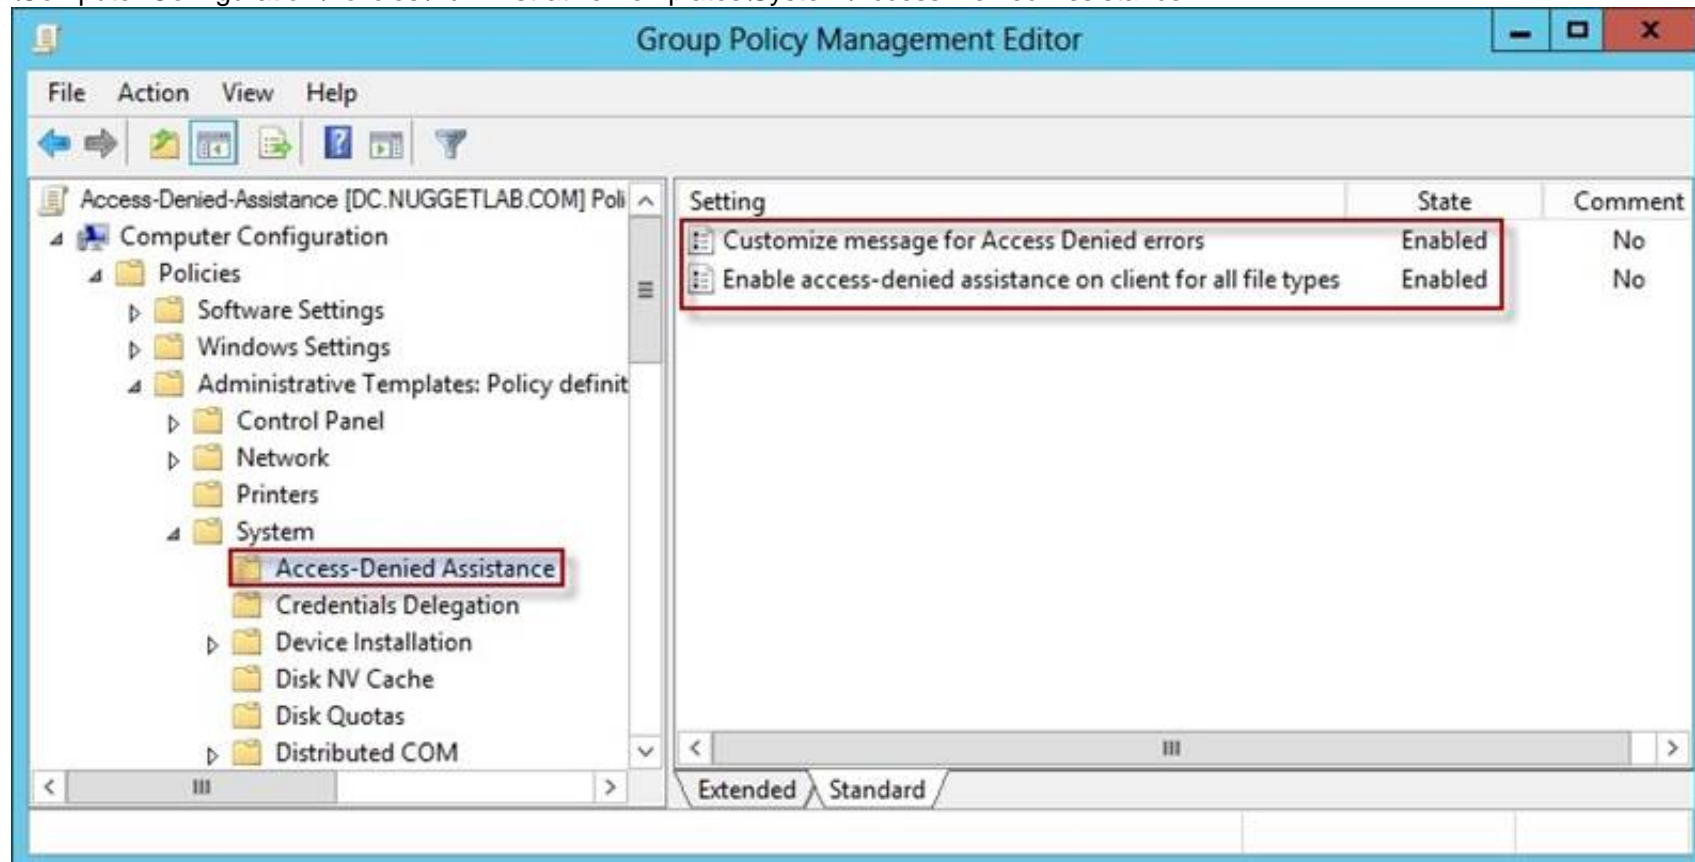 Group Policy Management Editor
File Action View Help
Access-Denied-Assistance [DC.NUGGETLAB.COM] Poli
Computer Configuration
Policies
Software Settings
Windows Settings
Administrative Templates: Policy definit
Control Panel
Network
Printers
System
Access-Denied Assistance
Credentials Delegation
Device Installation
Disk NV Cache
Disk Quotas
Distributed COM
Setting State Comment
Customize message for Access Denied errors Enabled No
Enable access-denied assistance on client for all file types Enabled No
Extended Standard